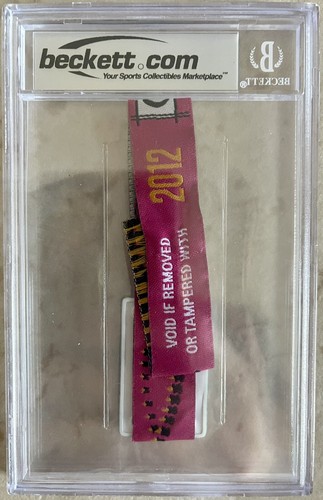 beckett.com
Your Sports Collectibles Marketplace™
B
BECKETT®
2012
VOID IF REMOVED
OR TAMPERED WITH